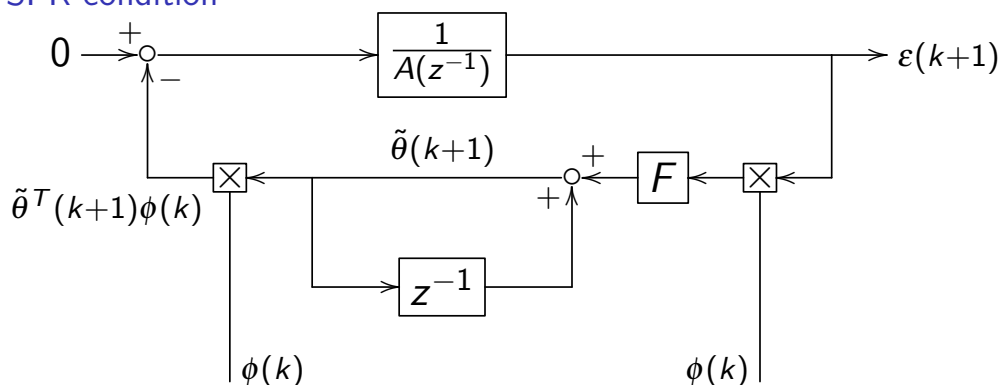 SPR condition
0
+
−
1
A(z⁻¹)
ε(k+1)
θ̃(k+1)
+
+
F
×
×
θ̃ᵀ(k+1)ϕ(k)
z⁻¹
ϕ(k)
ϕ(k)